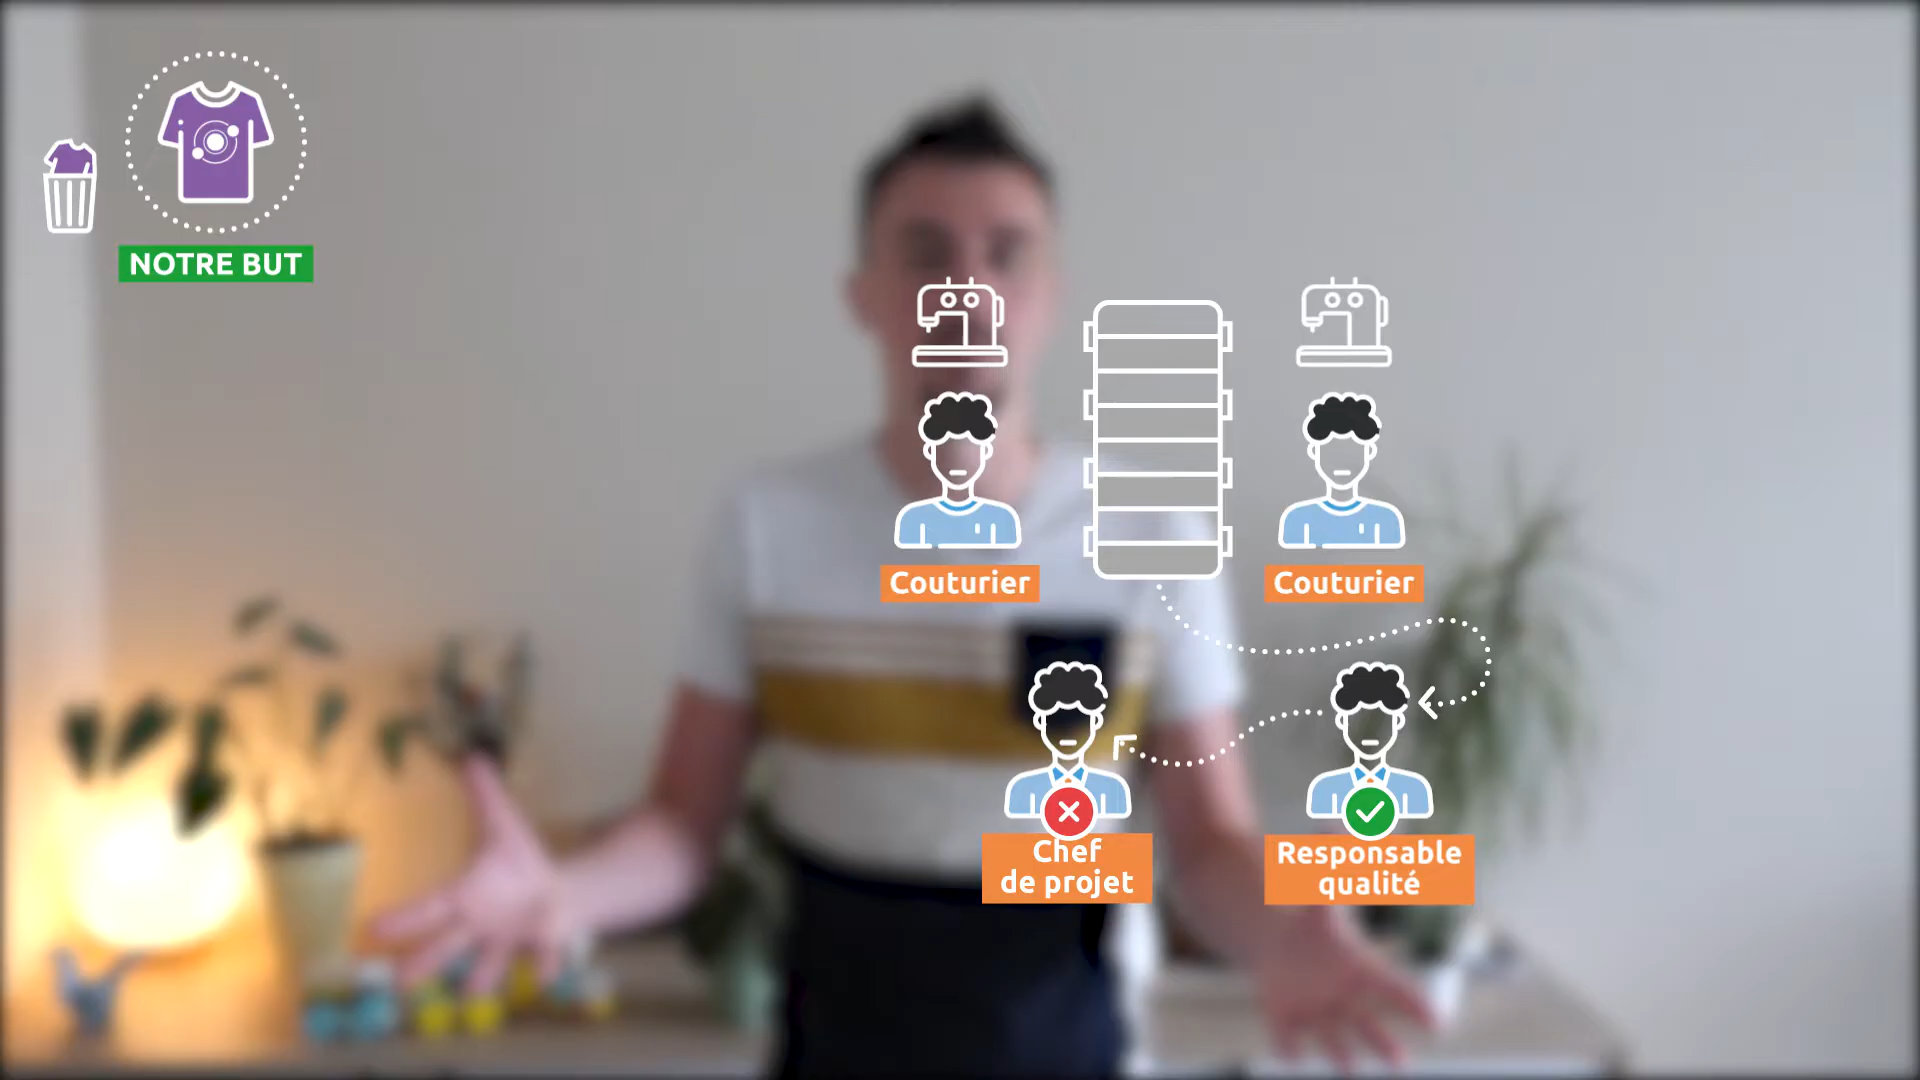 NOTRE BUT
Couturier
Couturier
Chef
de projet
Responsable
qualité